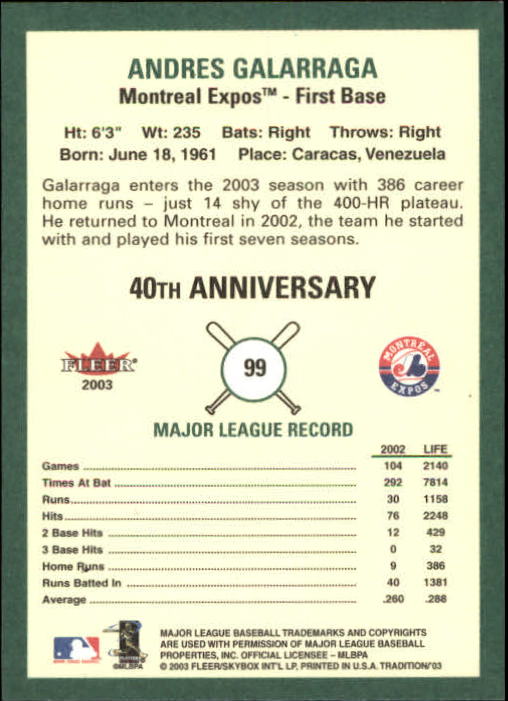 ANDRES GALARRAGA
Montreal Expos™ - First Base
Ht: 6'3" Wt: 235 Bats: Right Throws: Right
Born: June 18, 1961 Place: Caracas, Venezuela
Galarraga enters the 2003 season with 386 career
home runs – just 14 shy of the 400-HR plateau.
He returned to Montreal in 2002, the team he started
with and played his first seven seasons.
40TH ANNIVERSARY
FLEER
2003
99
MONTRÉAL
EXPOS
™
MAJOR LEAGUE RECORD
2002 LIFE
Games 104 2140
Times At Bat 292 7814
Runs 30 1158
Hits 76 2248
2 Base Hits 12 429
3 Base Hits 0 32
Home Runs 9 386
Runs Batted In 40 1381
Average .260 .288
PLAYERS
©MLBPA
MAJOR LEAGUE BASEBALL TRADEMARKS AND COPYRIGHTS
ARE USED WITH PERMISSION OF MAJOR LEAGUE BASEBALL
PROPERTIES, INC. OFFICIAL LICENSEE – MLBPA
© 2003 FLEER/SKYBOX INT'L LP, PRINTED IN U.S.A. TRADITION/'03